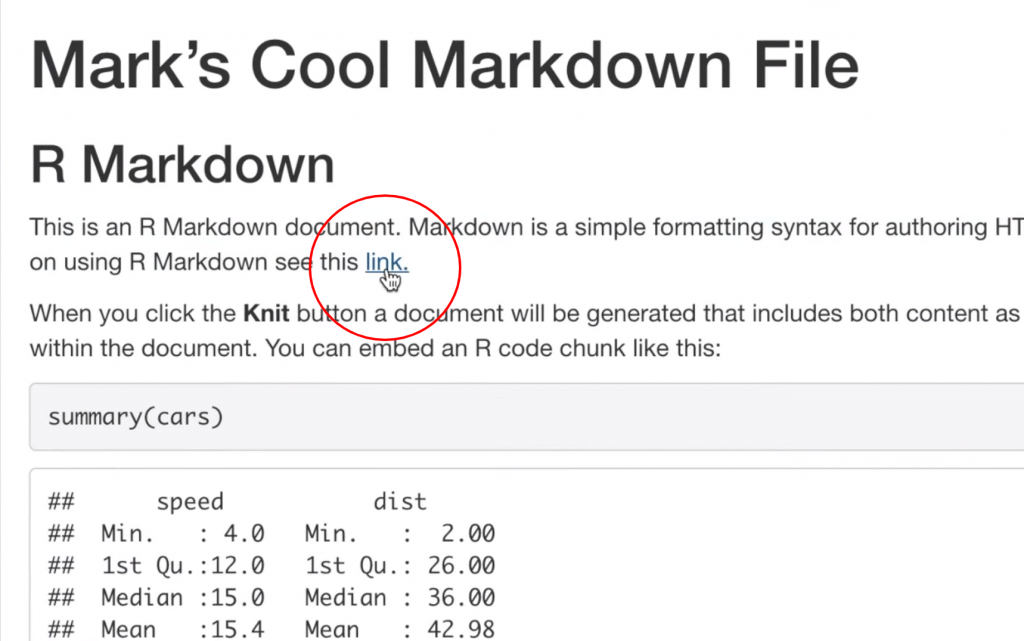 Mark’s Cool Markdown File
R Markdown
This is an R Markdown document. Markdown is a simple formatting syntax for authoring HT
on using R Markdown see this link.
When you click the Knit button a document will be generated that includes both content as
within the document. You can embed an R code chunk like this:
summary(cars)
##      speed           dist
##  Min.   : 4.0   Min.   :  2.00
##  1st Qu.:12.0   1st Qu.: 26.00
##  Median :15.0   Median : 36.00
##  Mean   :15.4   Mean   : 42.98